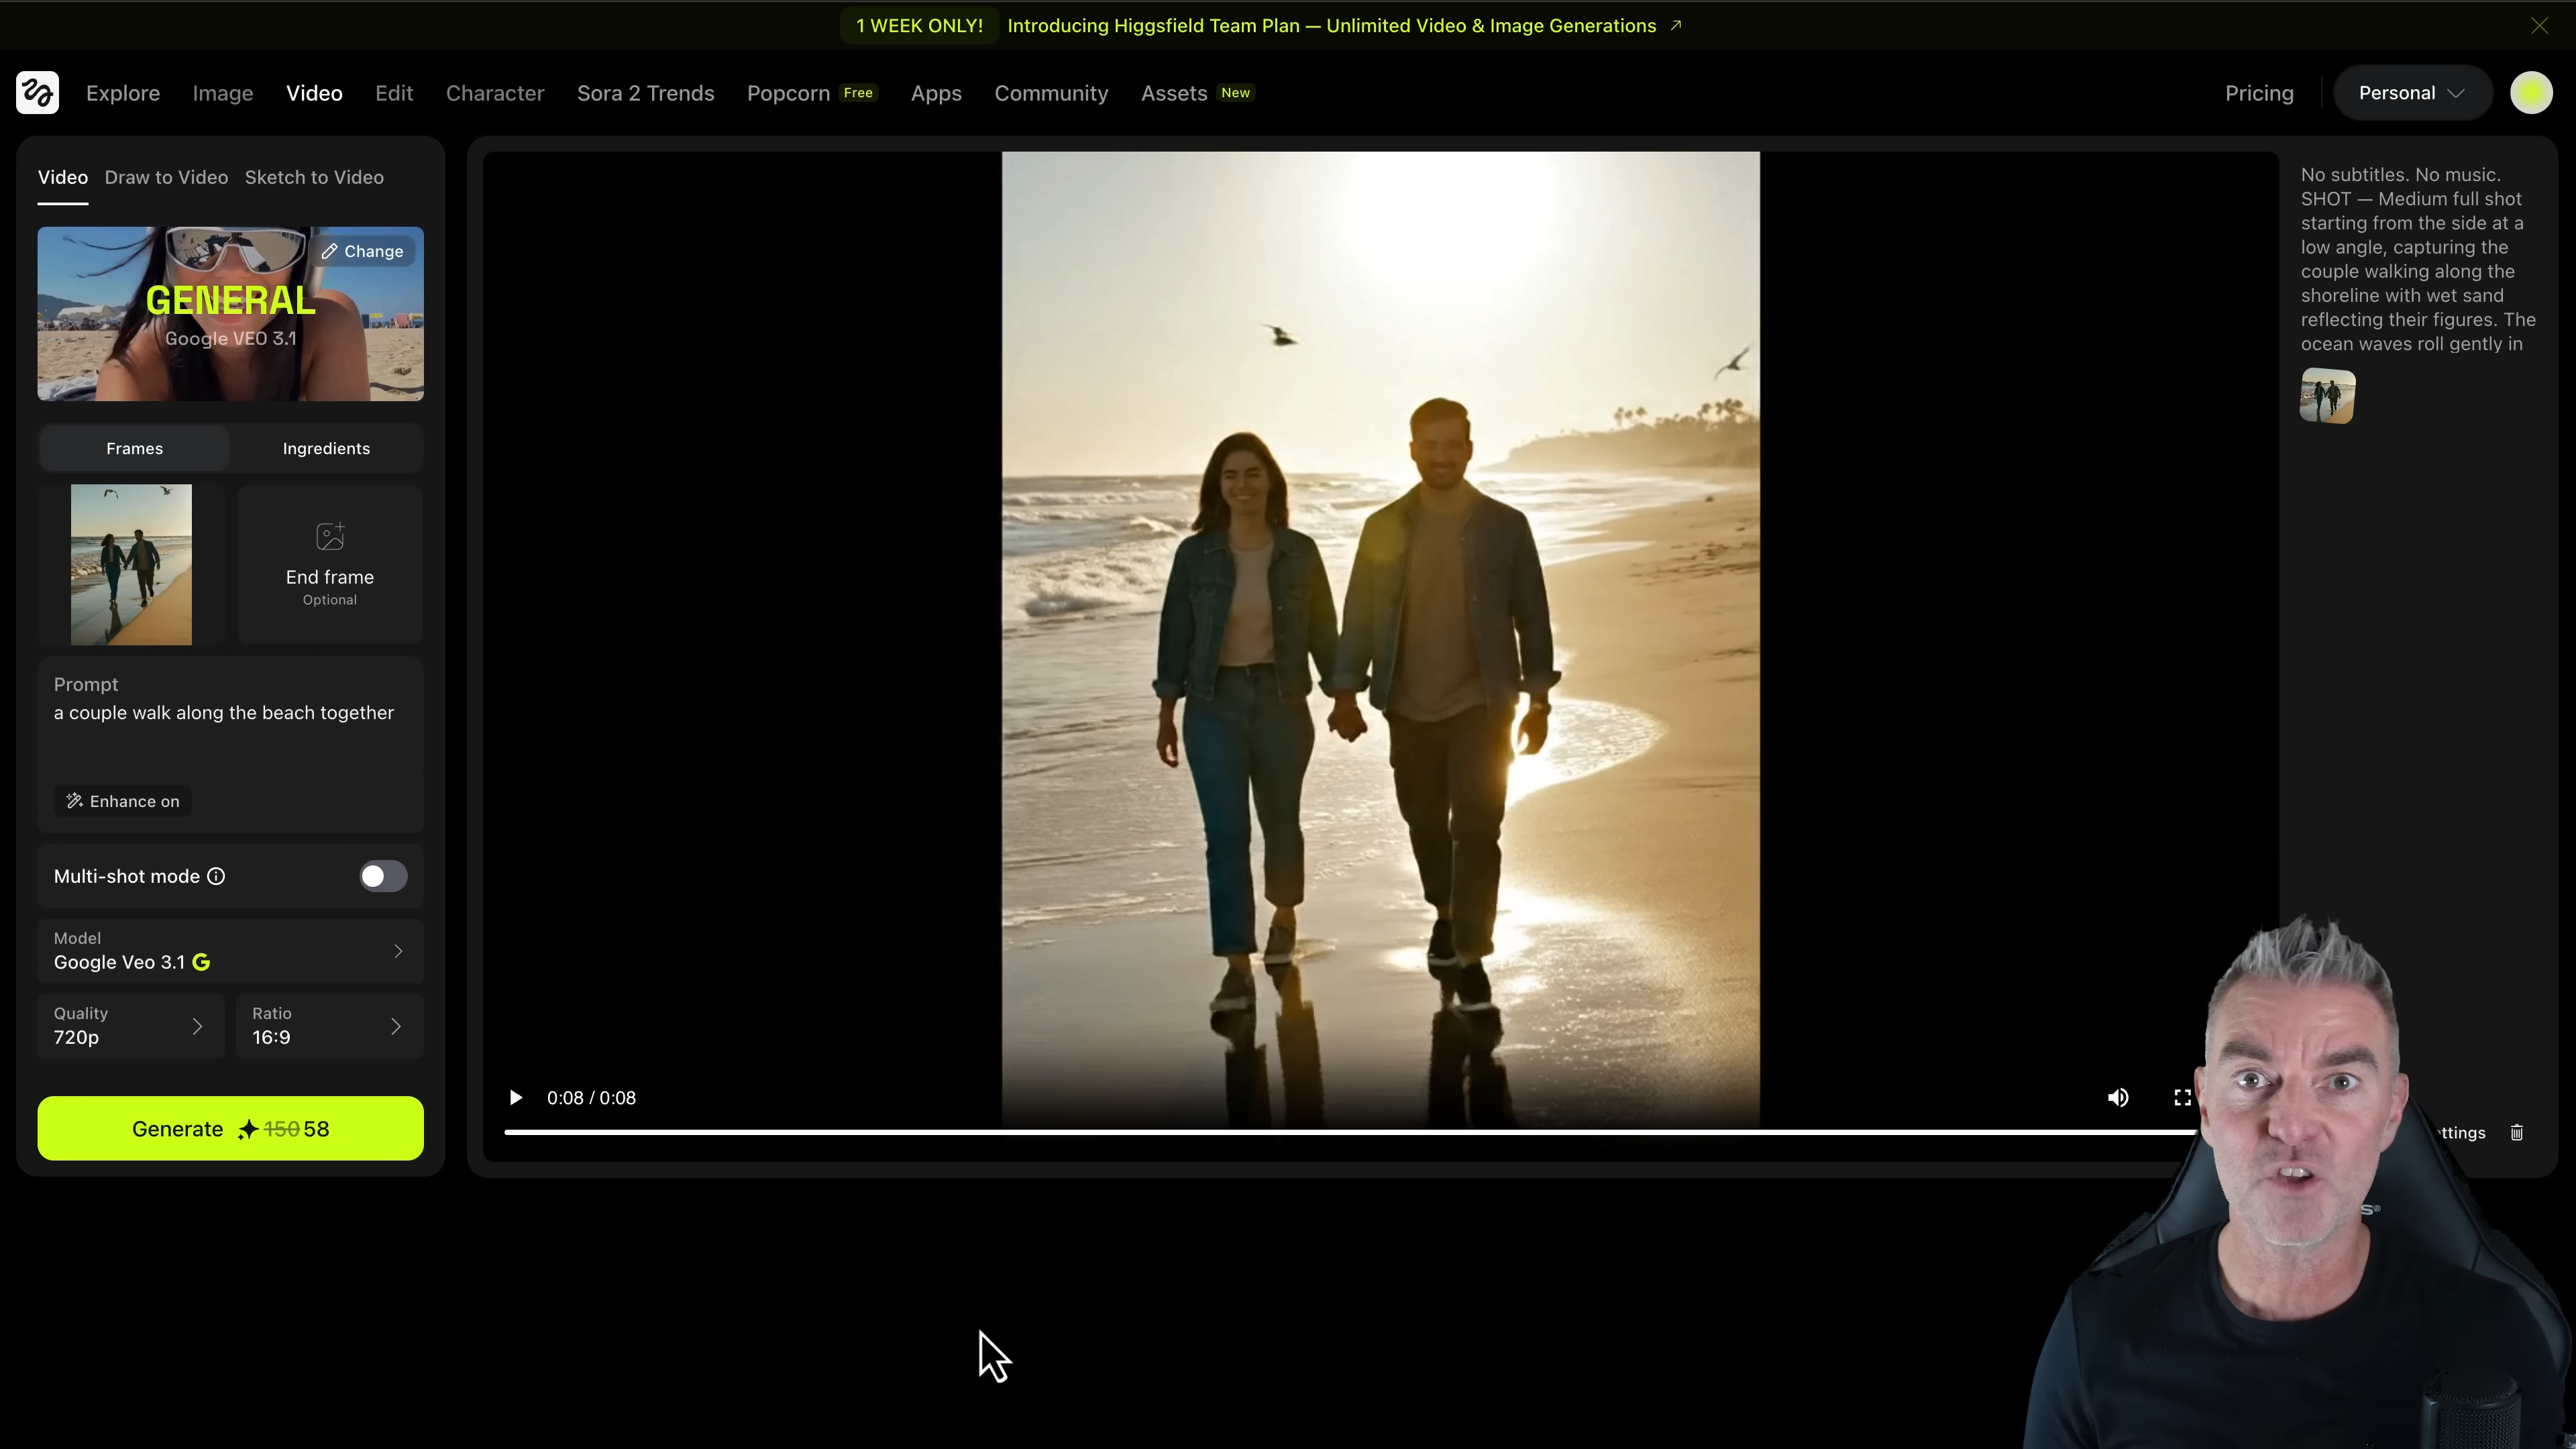 1 WEEK ONLY! Introducing Higgsfield Team Plan — Unlimited Video & Image Generations
Explore Image Video Edit Character Sora 2 Trends Popcorn Free Apps Community Assets New Pricing Personal
Video Draw to Video Sketch to Video
Change
GENERAL
Google VEO 3.1
Frames Ingredients
End frame
Optional
Prompt
a couple walk along the beach together
Enhance on
Multi-shot mode
Model
Google Veo 3.1
Quality
720p
Ratio
16:9
Generate 150 58
0:08 / 0:08
No subtitles. No music.
SHOT — Medium full shot
starting from the side at a
low angle, capturing the
couple walking along the
shoreline with wet sand
reflecting their figures. The
ocean waves roll gently in
ttings